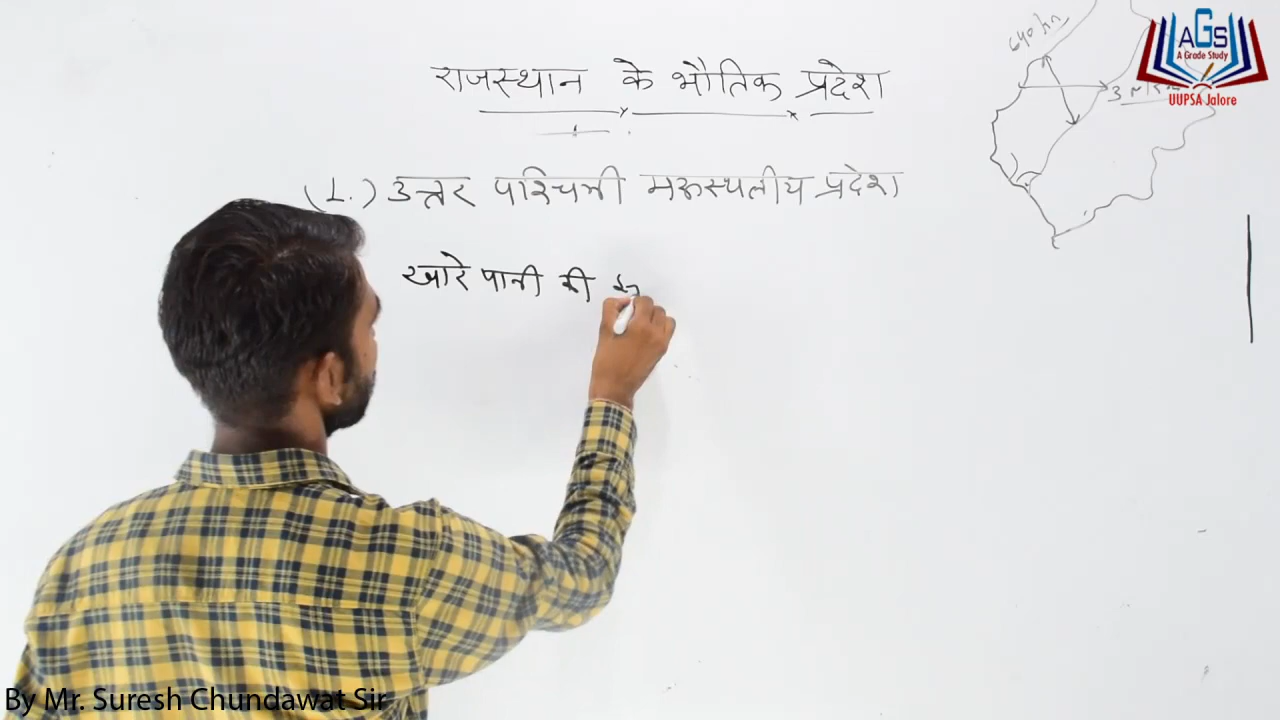 राजस्थान के भौतिक प्रदेश
(1.) उत्तर पश्चिमी मरूस्थलीय प्रदेश
खारे पानी की
640 km
AGS
A Grade Study
UUPSA Jalore
By Mr. Suresh Chundawat Sir